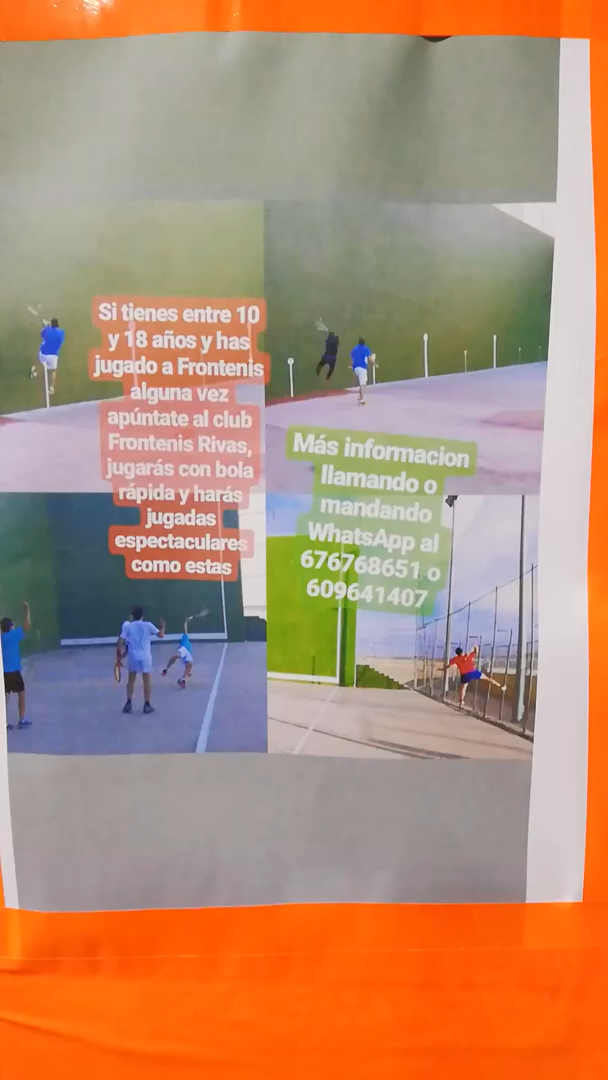 Si tienes entre 10
y 18 años y has
jugado a Frontenis
alguna vez
apúntate al club
Frontenis Rivas,
jugarás con bola
rápida y harás
jugadas
espectaculares
como estas
Más informacion
llamando o
mandando
WhatsApp al
676768651 o
609641407